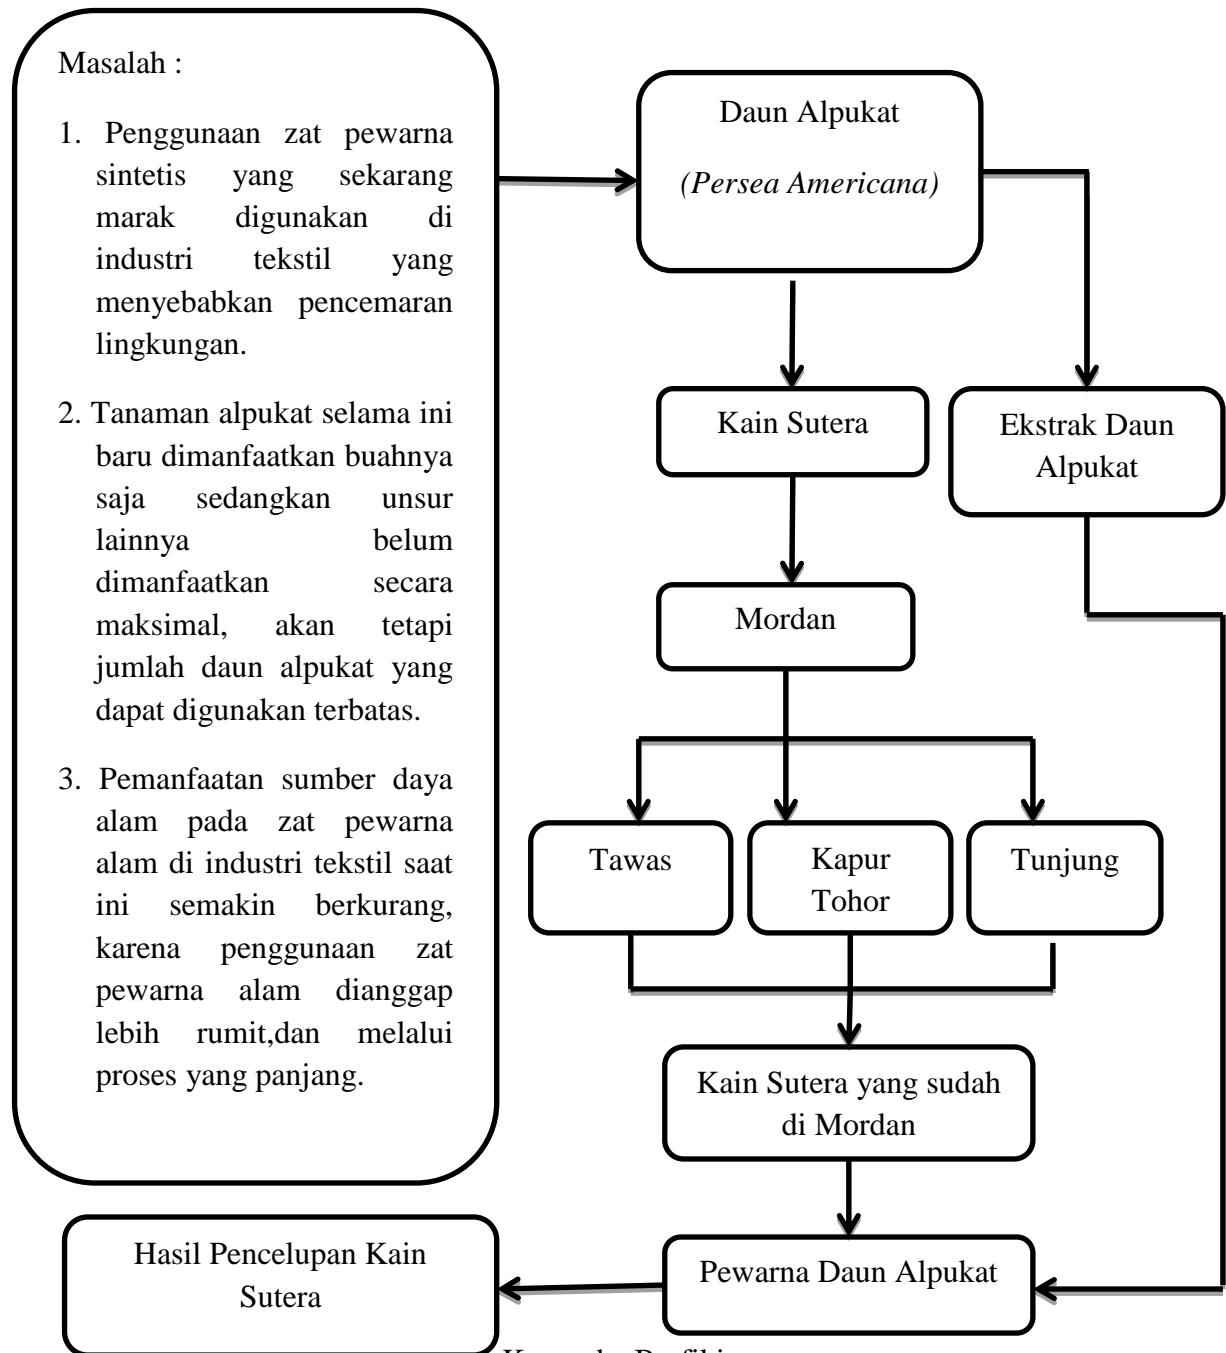 Masalah :
1. Penggunaan zat pewarna
sintetis yang sekarang
marak digunakan di
industri tekstil yang
menyebabkan pencemaran
lingkungan.
2. Tanaman alpukat selama ini
baru dimanfaatkan buahnya
saja sedangkan unsur
lainnya belum
dimanfaatkan secara
maksimal, akan tetapi
jumlah daun alpukat yang
dapat digunakan terbatas.
3. Pemanfaatan sumber daya
alam pada zat pewarna
alam di industri tekstil saat
ini semakin berkurang,
karena penggunaan zat
pewarna alam dianggap
lebih rumit,dan melalui
proses yang panjang.
Daun Alpukat
(Persea Americana)
Kain Sutera
Ekstrak Daun
Alpukat
Mordan
Tawas
Kapur
Tohor
Tunjung
Kain Sutera yang sudah
di Mordan
Pewarna Daun Alpukat
Hasil Pencelupan Kain
Sutera